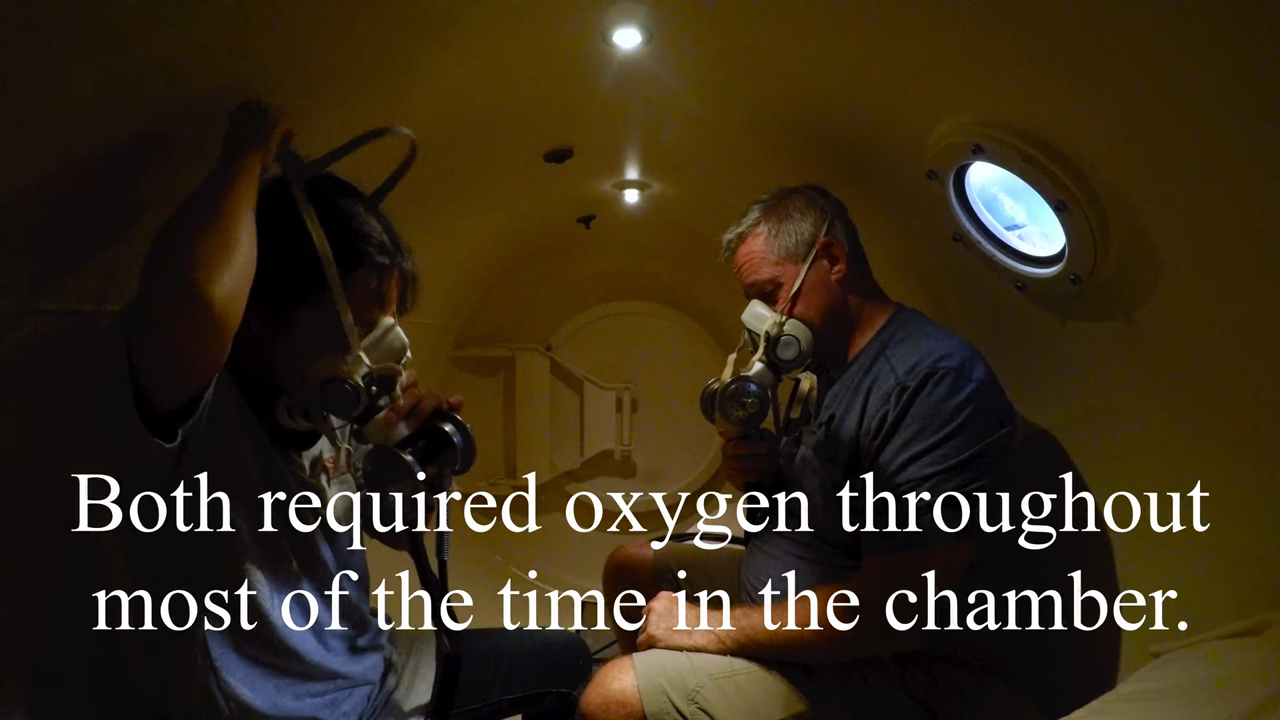 Both required oxygen throughout
most of the time in the chamber.